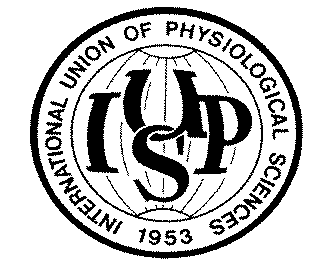 INTERNATIONAL UNION OF PHYSIOLOGICAL SCIENCES
IUPS
1953